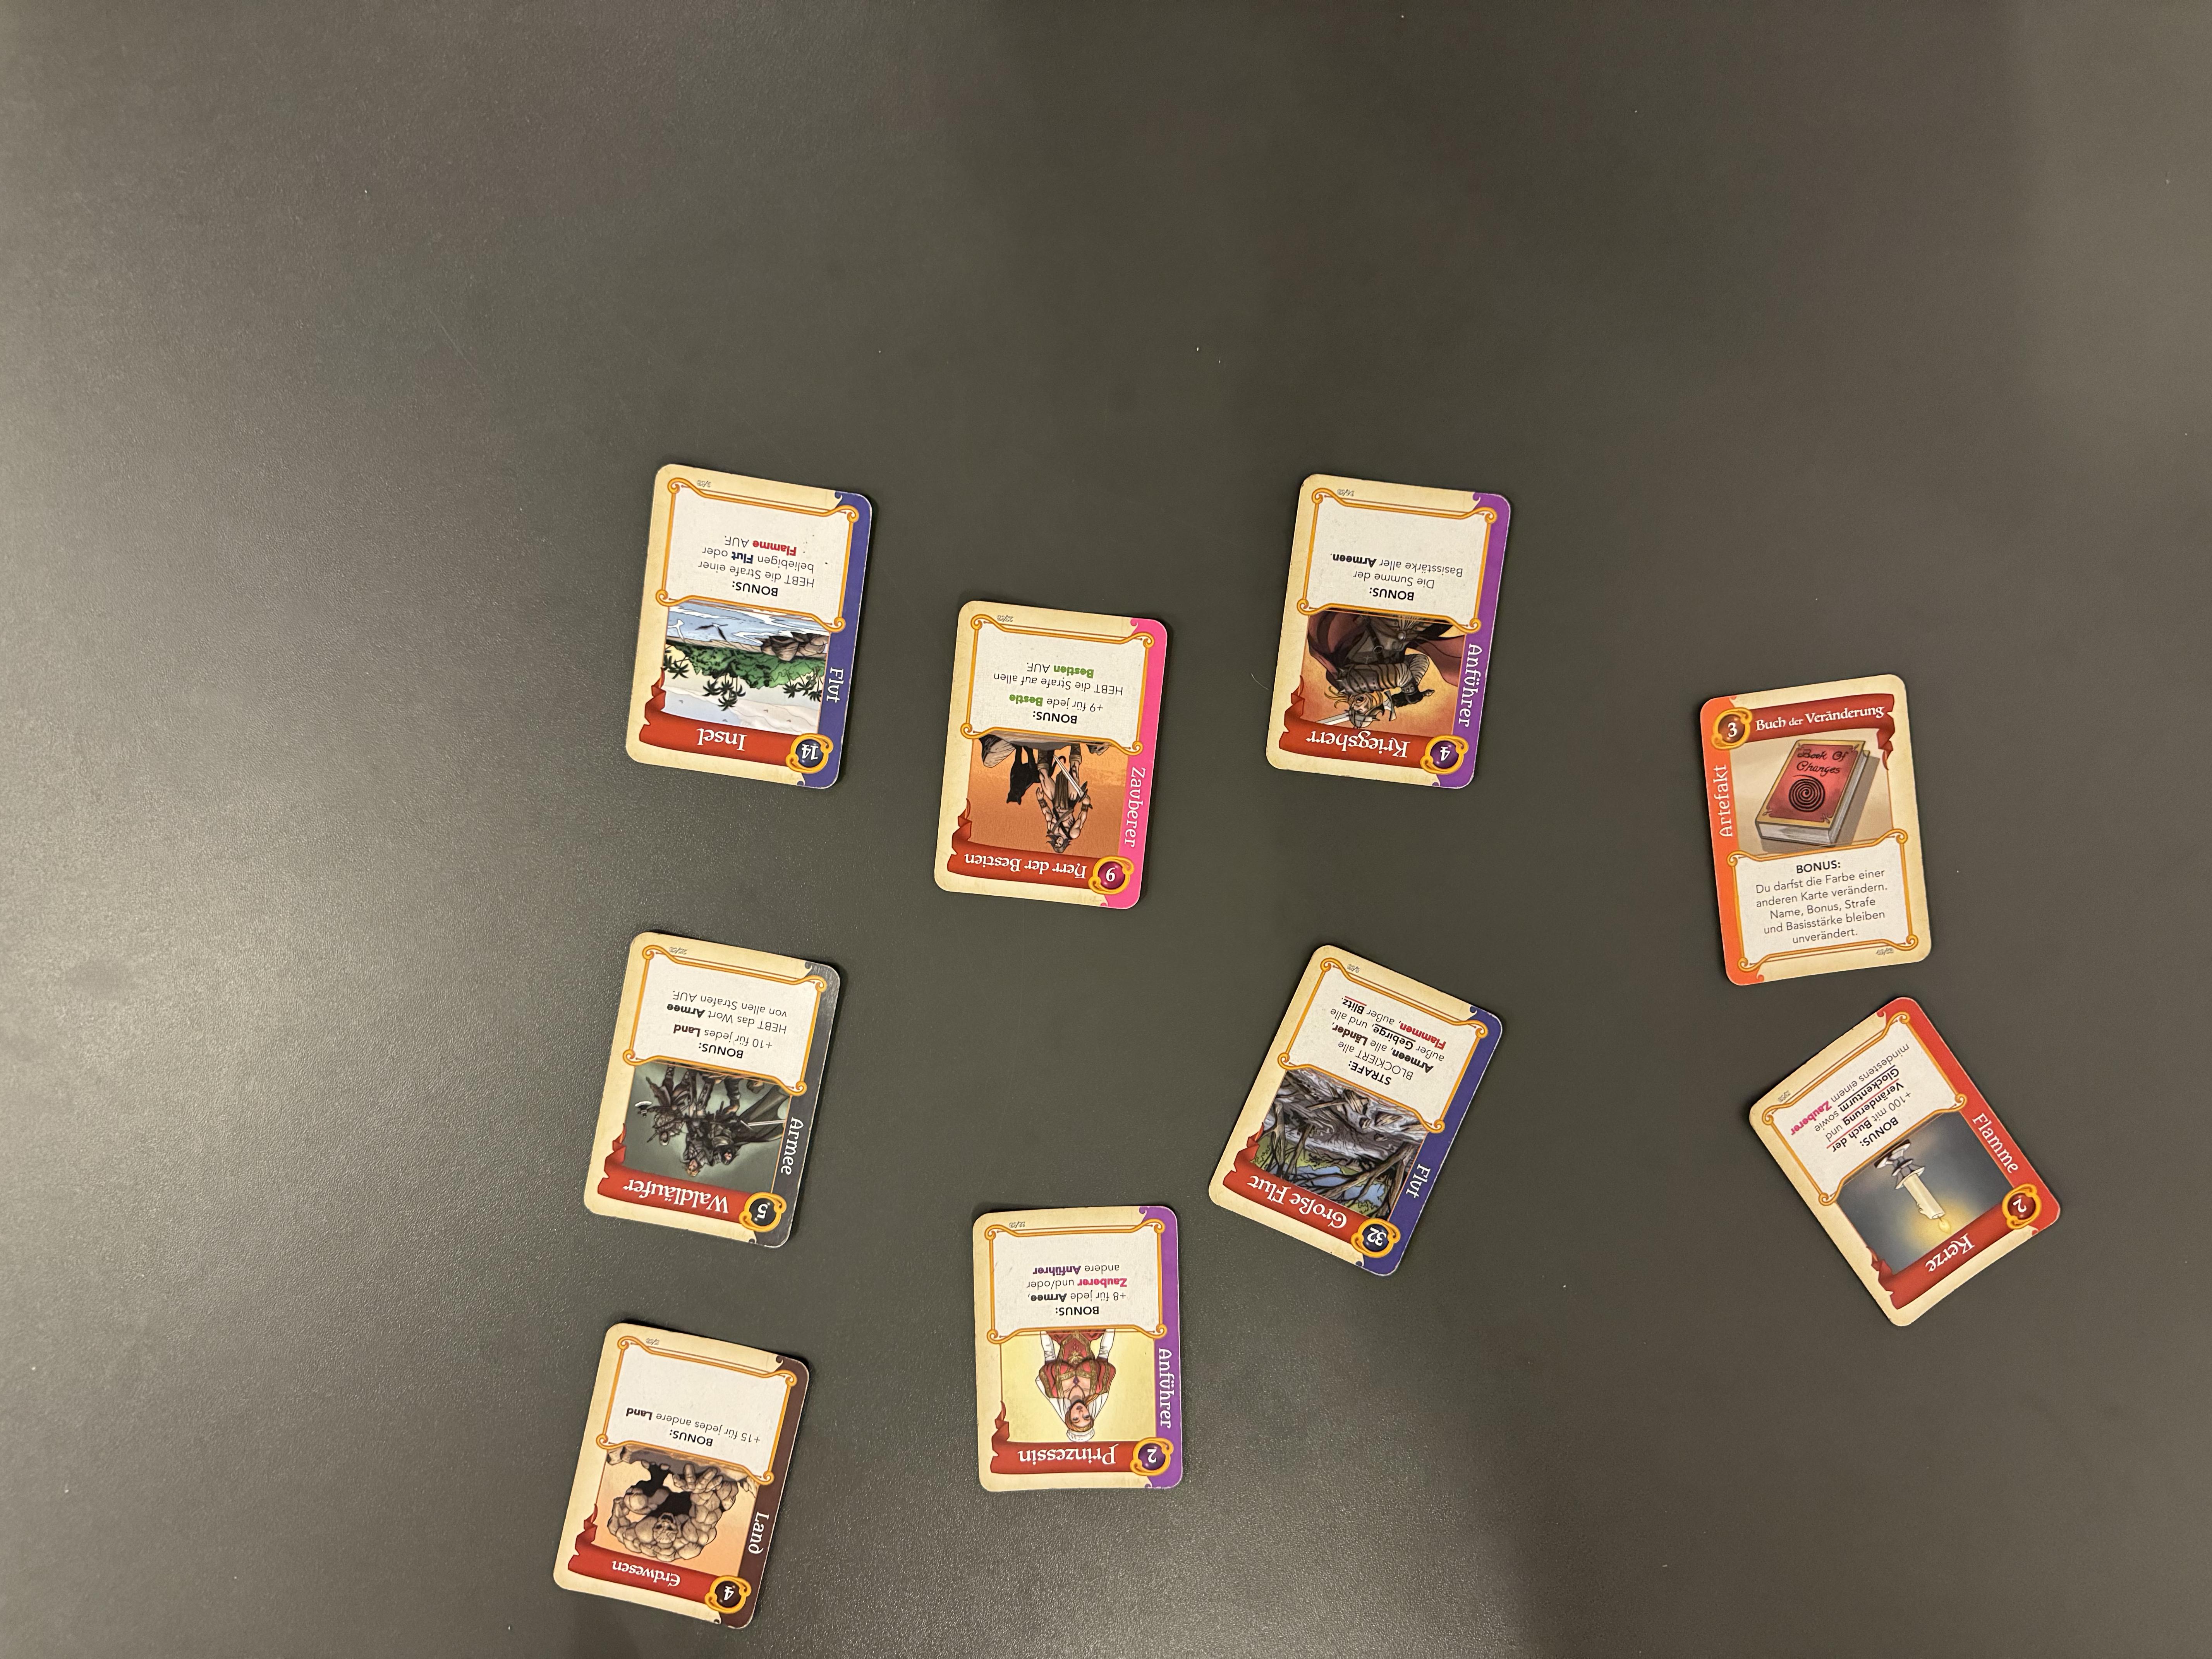 14
Insel
Flut
BONUS:
HEBT die Strafe einer
beliebigen Flut oder
Flamme AUF.
9
Herr der Bestien
Zauberer
BONUS:
+9 für jede Bestie
HEBT die Strafe auf allen
Bestien AUF.
4
Kriegsherr
Anführer
BONUS:
Die Summe der
Basisstärke aller Armeen.
3
Buch der Veränderung
Book Of
Changes
Artefakt
BONUS:
Du darfst die Farbe einer
anderen Karte verändern.
Name, Bonus, Strafe
und Basisstärke bleiben
unverändert.
5
Waldläufer
Armee
BONUS:
+10 für jedes Land
HEBT das Wort Armee
von allen Strafen AUF.
32
Große Flut
Flut
STRAFE:
BLOCKIERT alle
Armeen, alle Länder,
außer Gebirge, und alle
Flammen, außer Blitz.
2
Kerze
Flamme
BONUS:
+100 mit Buch der
Veränderung und
Glockenturm sowie
mindestens einem Zauberer
2
Prinzessin
Anführer
BONUS:
+8 für jede Armee,
Zauberer und/oder
andere Anführer
4
Erdwesen
Land
BONUS:
+15 für jedes andere Land